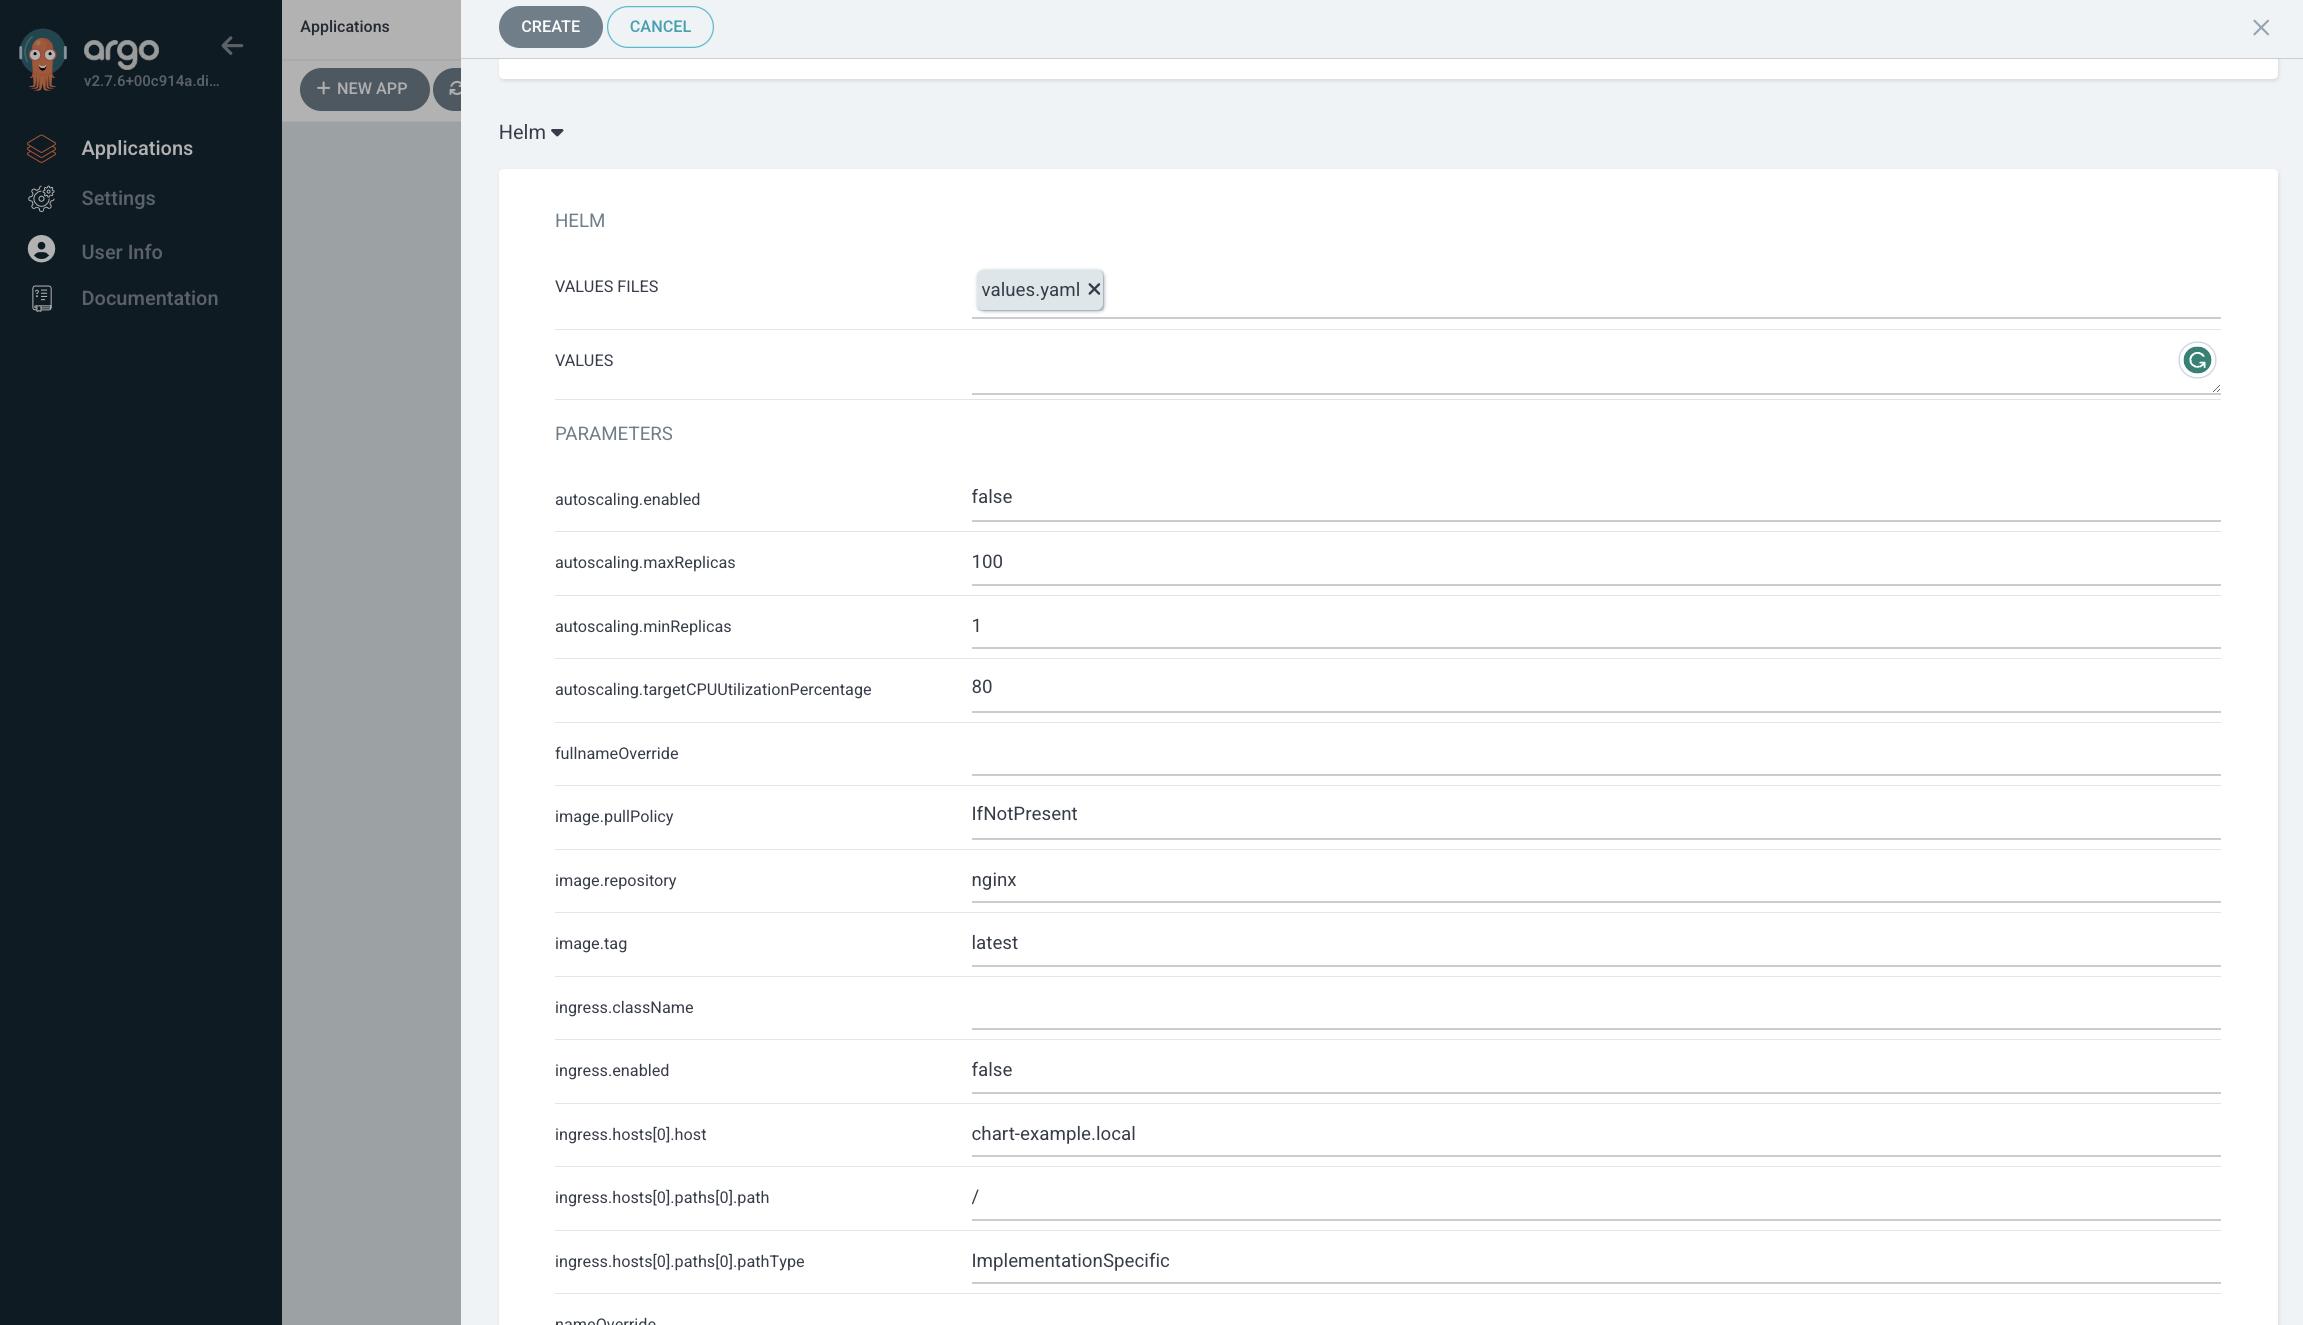 argo
v2.7.6+00c914a.di...
Applications
Settings
User Info
Documentation
Applications
NEW APP
CREATE
CANCEL
Helm
HELM
VALUES FILES
values.yaml
VALUES
PARAMETERS
autoscaling.enabled false
autoscaling.maxReplicas 100
autoscaling.minReplicas 1
autoscaling.targetCPUUtilizationPercentage 80
fullnameOverride
image.pullPolicy IfNotPresent
image.repository nginx
image.tag latest
ingress.className
ingress.enabled false
ingress.hosts[0].host chart-example.local
ingress.hosts[0].paths[0].path /
ingress.hosts[0].paths[0].pathType ImplementationSpecific
nameOverride